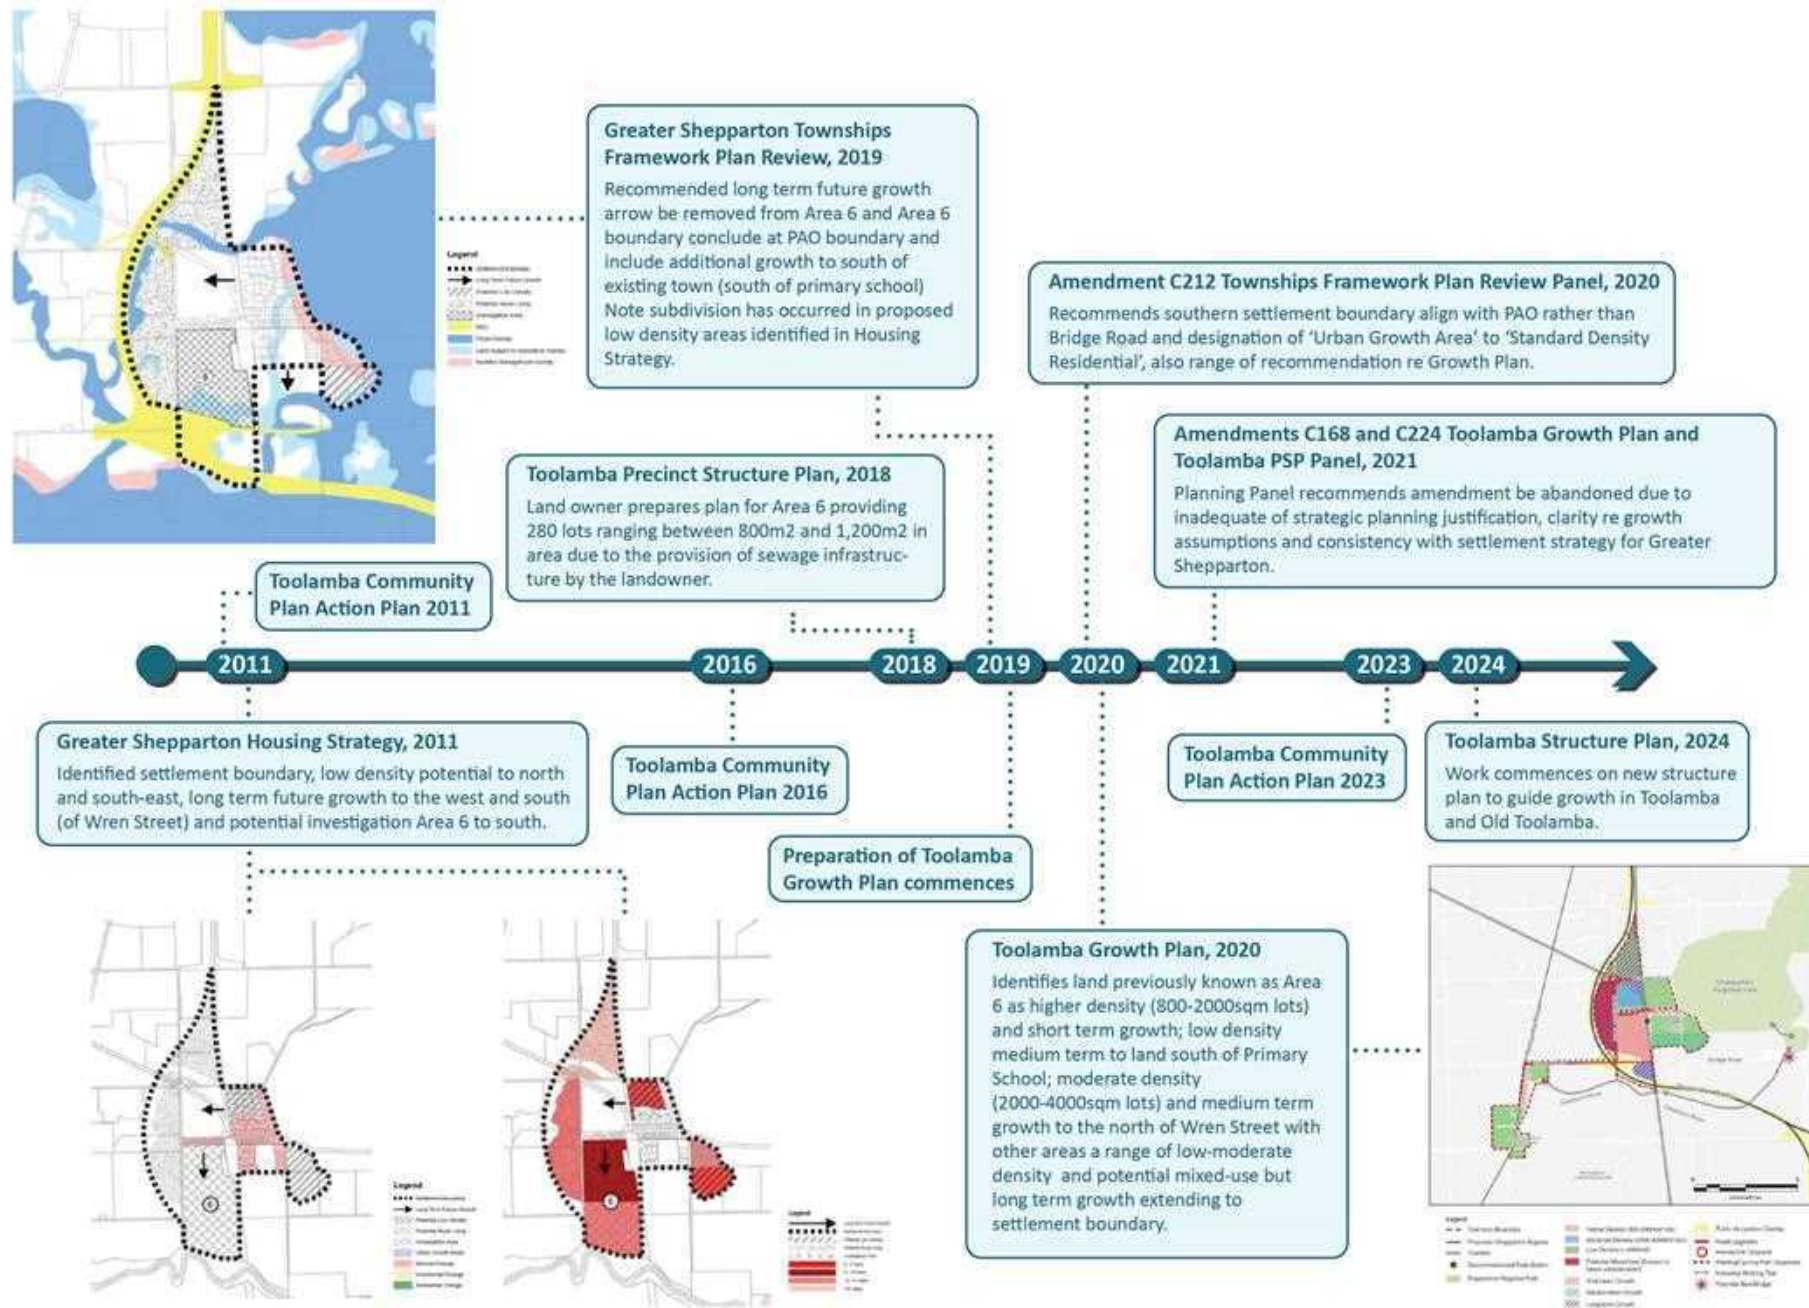 Greater Shepparton Townships
Framework Plan Review, 2019
Recommended long term future growth
arrow be removed from Area 6 and Area 6
boundary conclude at PAO boundary and
include additional growth to south of
existing town (south of primary school)
Note subdivision has occurred in proposed
low density areas identified in Housing
Strategy.
Legend
Amendment C212 Townships Framework Plan Review Panel, 2020
Recommends southern settlement boundary align with PAO rather than
Bridge Road and designation of ‘Urban Growth Area’ to ‘Standard Density
Residential’, also range of recommendation re Growth Plan.
Amendments C168 and C224 Toolamba Growth Plan and
Toolamba PSP Panel, 2021
Planning Panel recommends amendment be abandoned due to
inadequate of strategic planning justification, clarity re growth
assumptions and consistency with settlement strategy for Greater
Shepparton.
Toolamba Precinct Structure Plan, 2018
Land owner prepares plan for Area 6 providing
280 lots ranging between 800m2 and 1,200m2 in
area due to the provision of sewage infrastruc-
ture by the landowner.
Toolamba Community
Plan Action Plan 2011
2011
2016
2018
2019
2020
2021
2023
2024
Greater Shepparton Housing Strategy, 2011
Identified settlement boundary, low density potential to north
and south-east, long term future growth to the west and south
(of Wren Street) and potential investigation Area 6 to south.
Toolamba Community
Plan Action Plan 2016
Preparation of Toolamba
Growth Plan commences
Toolamba Community
Plan Action Plan 2023
Toolamba Structure Plan, 2024
Work commences on new structure
plan to guide growth in Toolamba
and Old Toolamba.
Toolamba Growth Plan, 2020
Identifies land previously known as Area
6 as higher density (800-2000sqm lots)
and short term growth; low density
medium term to land south of Primary
School; moderate density
(2000-4000sqm lots) and medium term
growth to the north of Wren Street with
other areas a range of low-moderate
density and potential mixed-use but
long term growth extending to
settlement boundary.
6
Legend
6
Legend
Legend